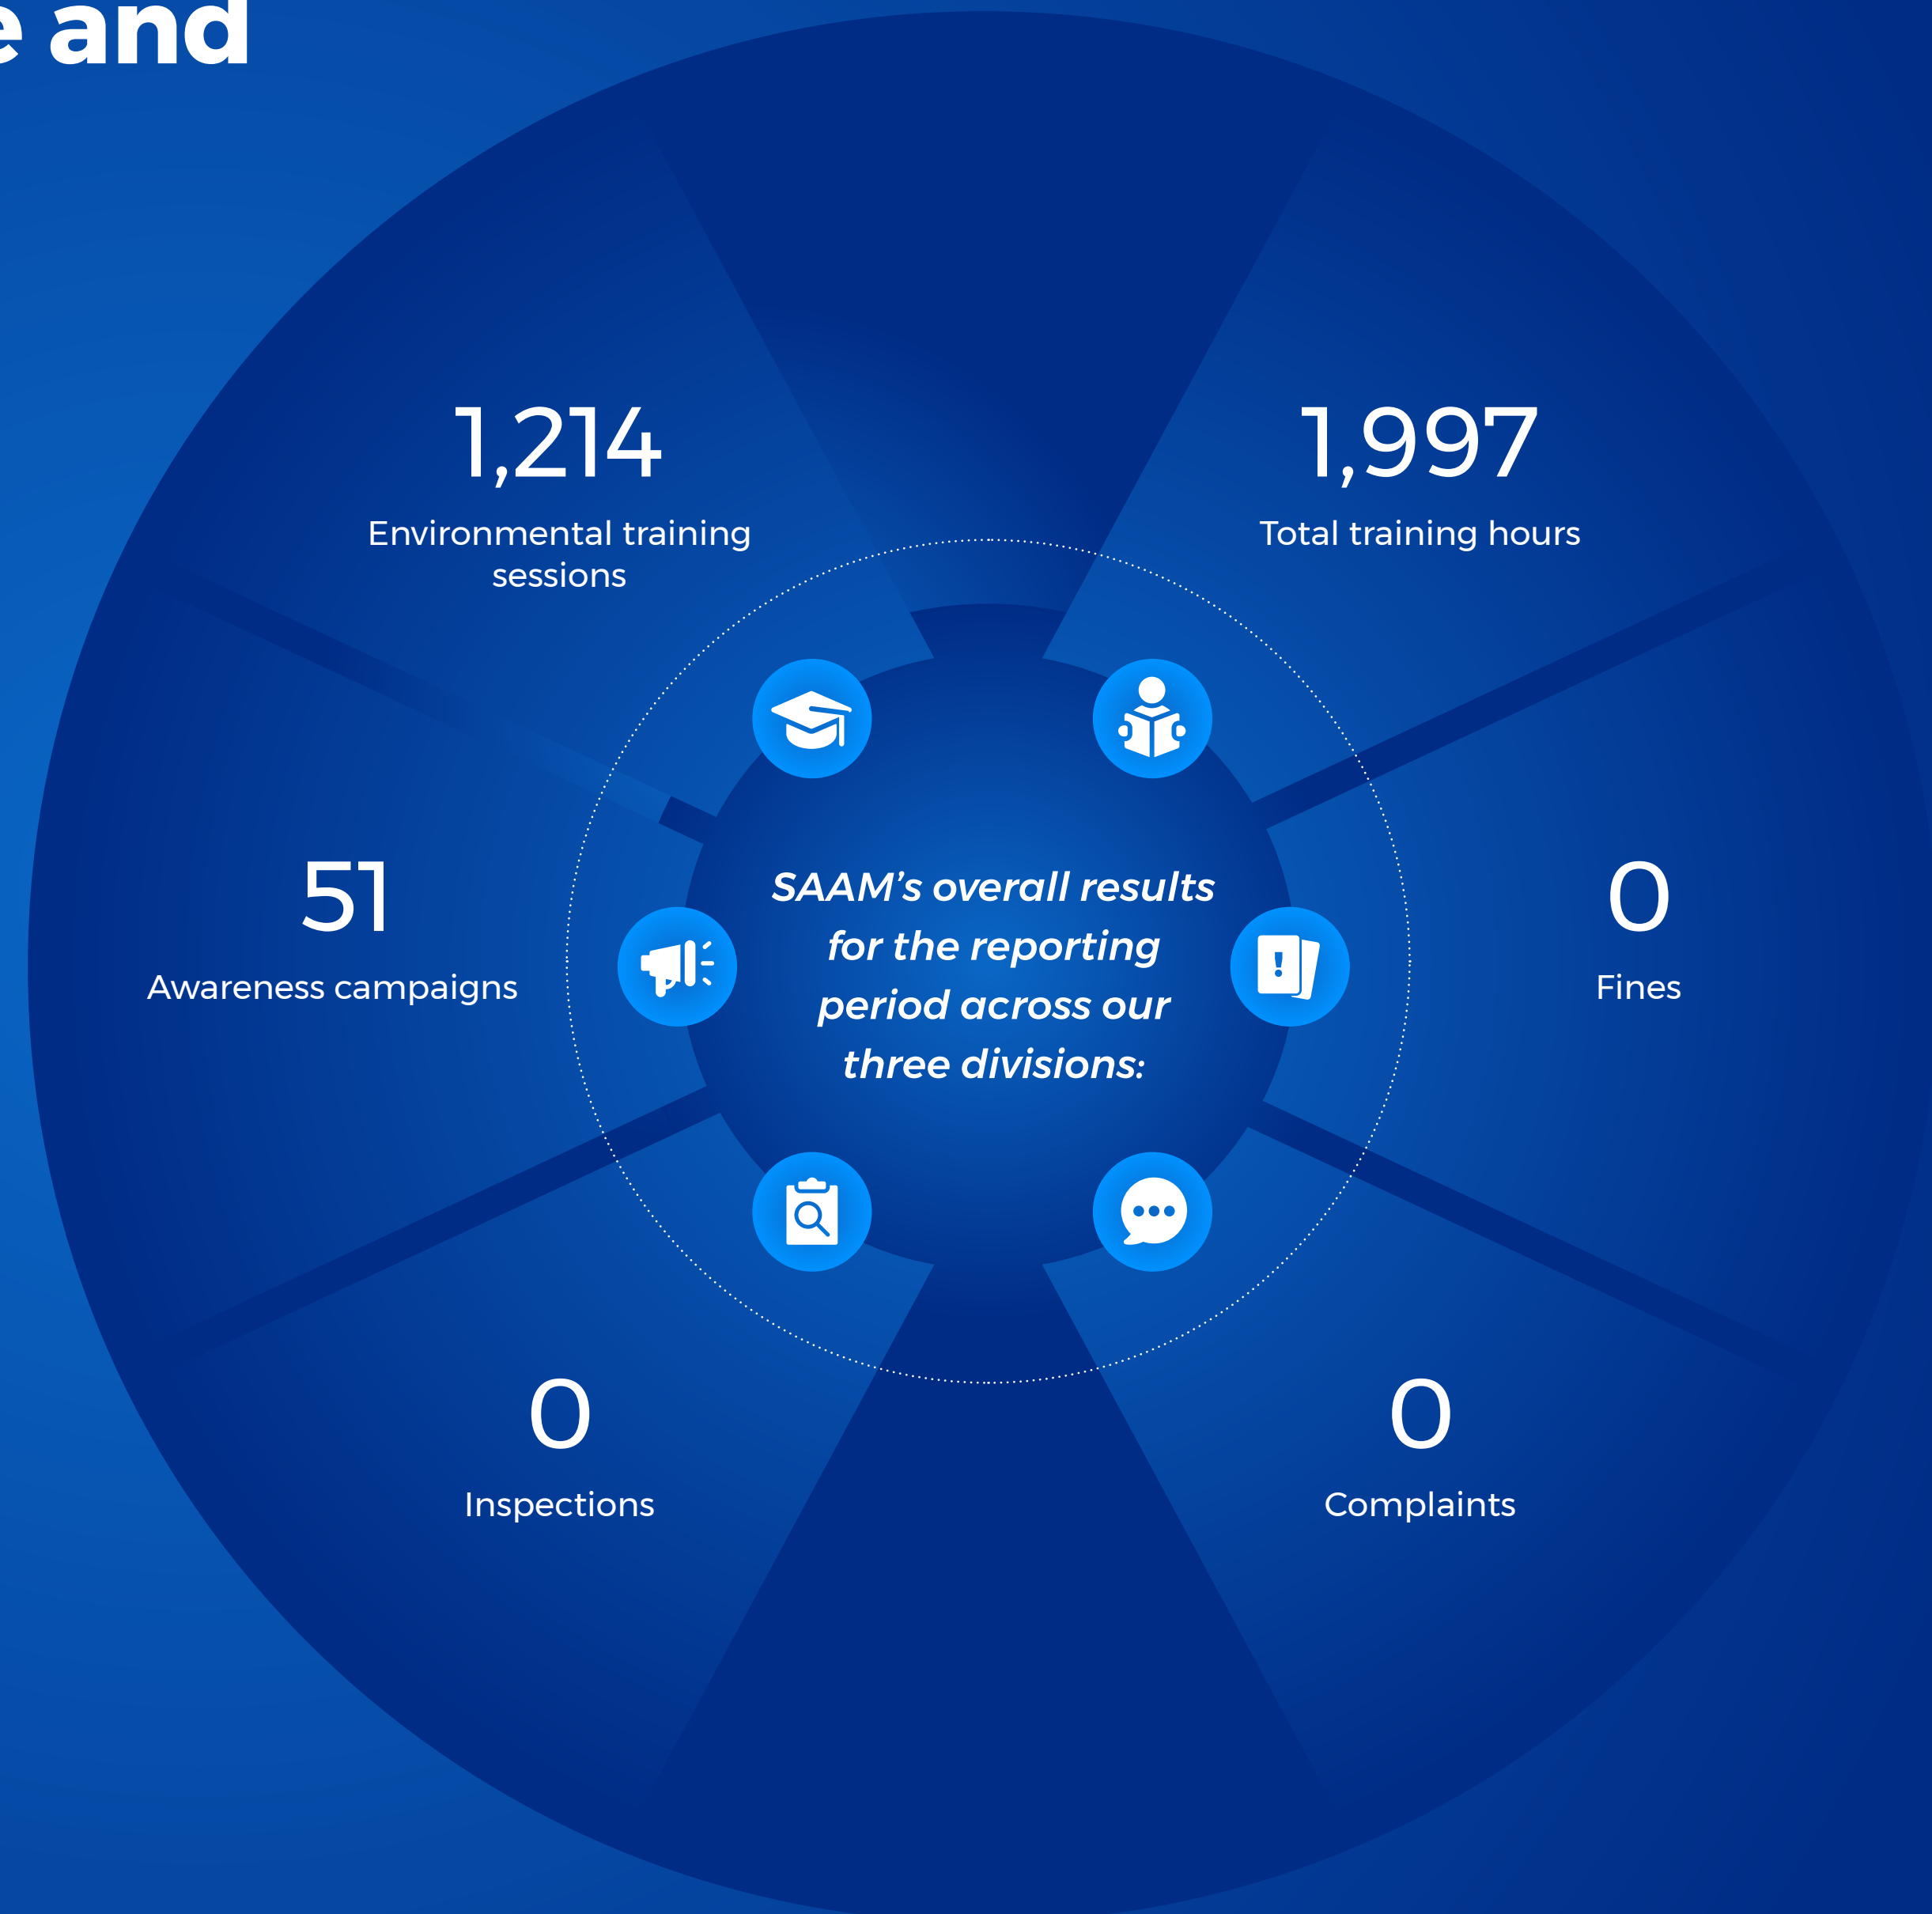 e and
1,214
Environmental training
sessions
1,997
Total training hours
51
Awareness campaigns
SAAM’s overall results
for the reporting
period across our
three divisions:
0
Fines
0
Inspections
0
Complaints